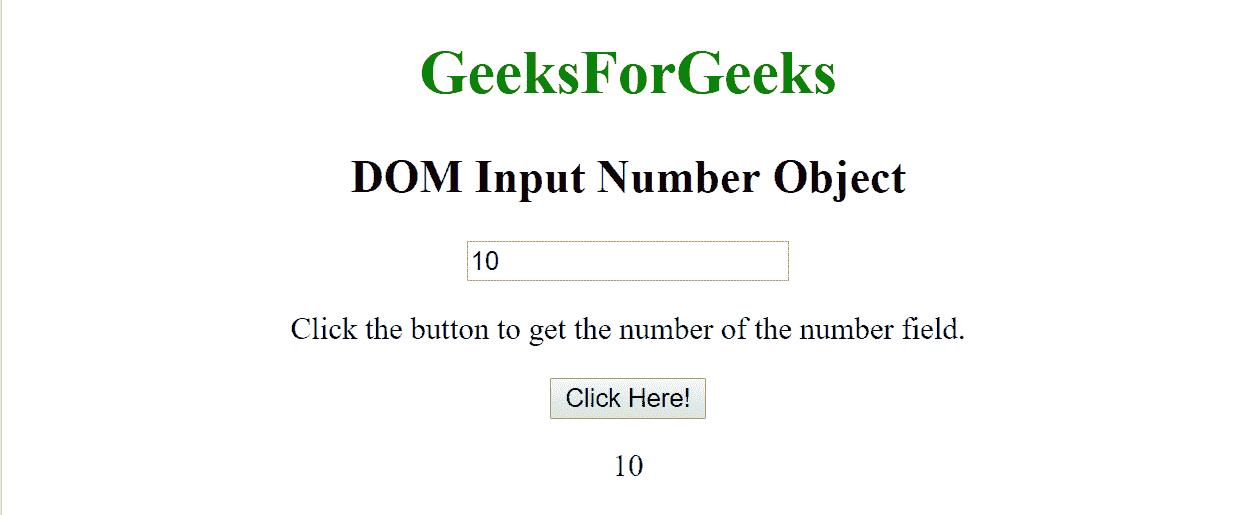 GeeksForGeeks
DOM Input Number Object
10
Click the button to get the number of the number field.
Click Here!
10